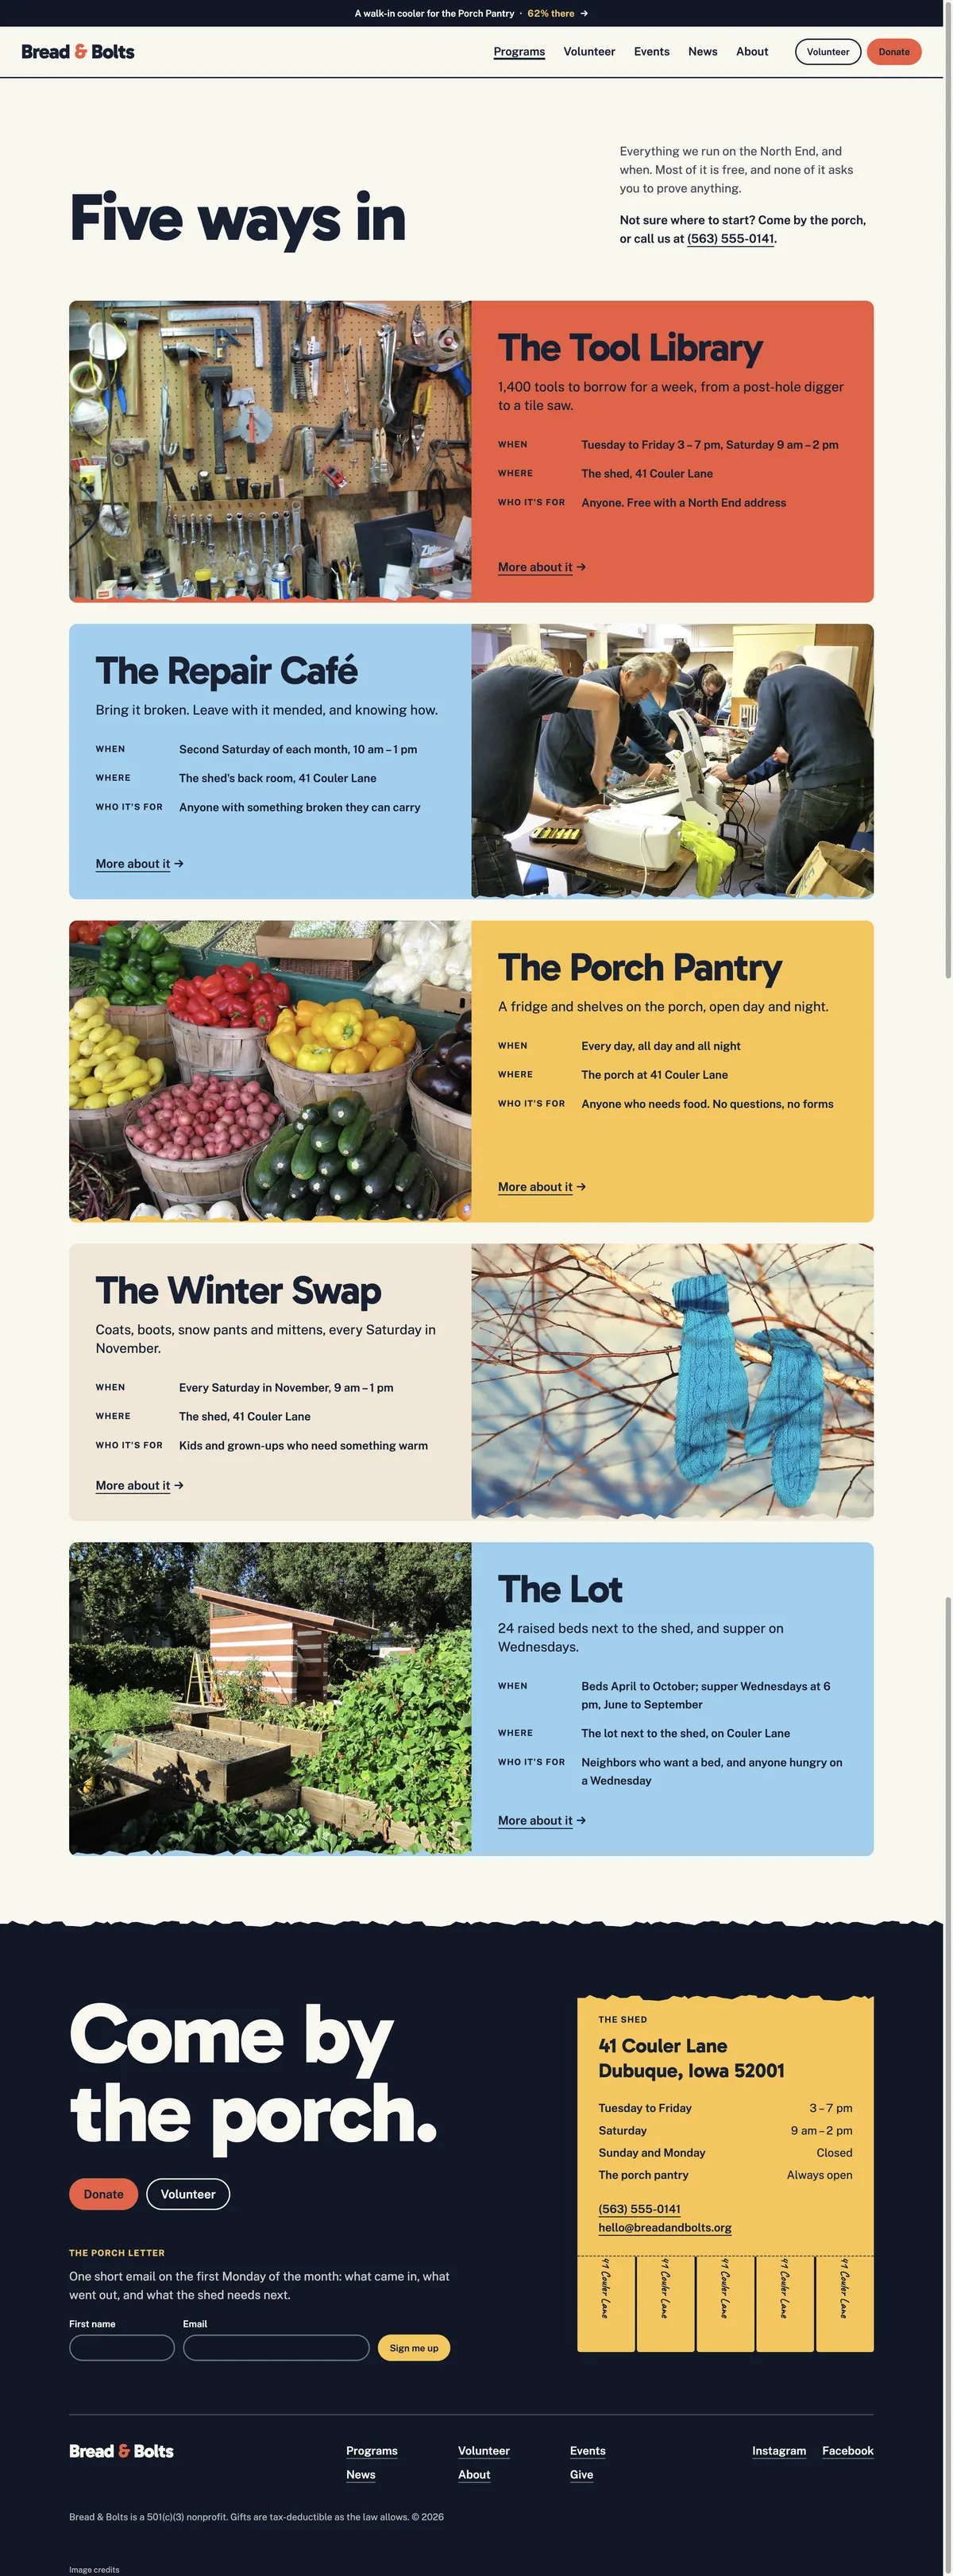 A walk-in cooler for the Porch Pantry · 62% there →
Bread & Bolts
Programs Volunteer Events News About Volunteer Donate
Everything we run on the North End, and
when. Most of it is free, and none of it asks
you to prove anything.
Five ways in
Not sure where to start? Come by the porch,
or call us at (563) 555-0141.
The Tool Library
1,400 tools to borrow for a week, from a post-hole digger
to a tile saw.
WHEN Tuesday to Friday 3 – 7 pm, Saturday 9 am – 2 pm
WHERE The shed, 41 Couler Lane
WHO IT'S FOR Anyone. Free with a North End address
More about it →
The Repair Café
Bring it broken. Leave with it mended, and knowing how.
WHEN Second Saturday of each month, 10 am – 1 pm
WHERE The shed's back room, 41 Couler Lane
WHO IT'S FOR Anyone with something broken they can carry
More about it →
The Porch Pantry
A fridge and shelves on the porch, open day and night.
WHEN Every day, all day and all night
WHERE The porch at 41 Couler Lane
WHO IT'S FOR Anyone who needs food. No questions, no forms
More about it →
The Winter Swap
Coats, boots, snow pants and mittens, every Saturday in
November.
WHEN Every Saturday in November, 9 am – 1 pm
WHERE The shed, 41 Couler Lane
WHO IT'S FOR Kids and grown-ups who need something warm
More about it →
The Lot
24 raised beds next to the shed, and supper on
Wednesdays.
WHEN Beds April to October; supper Wednesdays at 6
pm, June to September
WHERE The lot next to the shed, on Couler Lane
WHO IT'S FOR Neighbors who want a bed, and anyone hungry on
a Wednesday
More about it →
Come by
the porch.
Donate Volunteer
THE PORCH LETTER
One short email on the first Monday of the month: what came in, what
went out, and what the shed needs next.
First name Email
Sign me up
THE SHED
41 Couler Lane
Dubuque, Iowa 52001
Tuesday to Friday 3 – 7 pm
Saturday 9 am – 2 pm
Sunday and Monday Closed
The porch pantry Always open
(563) 555-0141
hello@breadandbolts.org
41 Couler Lane
41 Couler Lane
41 Couler Lane
41 Couler Lane
41 Couler Lane
Bread & Bolts
Programs Volunteer Events Instagram Facebook
News About Give
Bread & Bolts is a 501(c)(3) nonprofit. Gifts are tax-deductible as the law allows. © 2026
Image credits